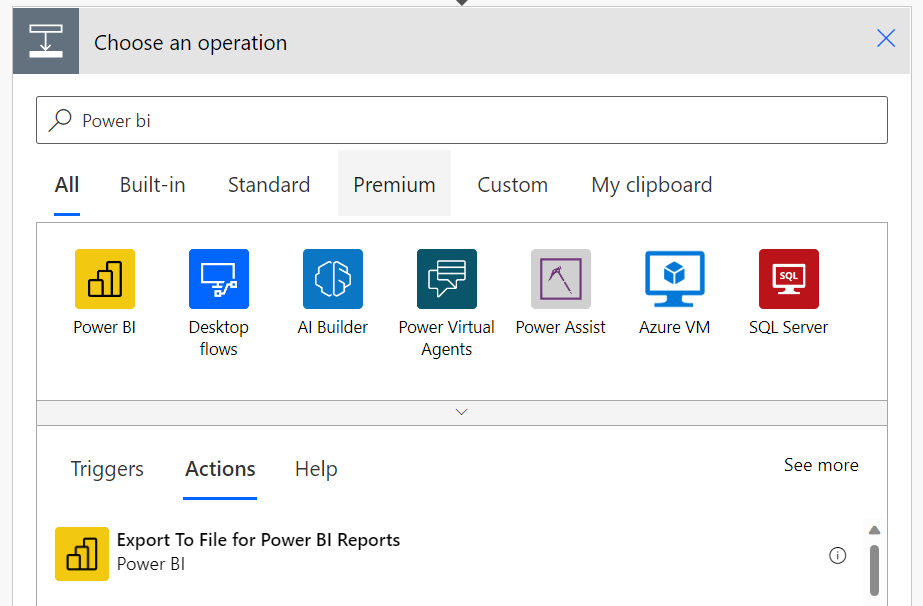 Choose an operation
Power bi
All Built-in Standard Premium Custom My clipboard
Power BI Desktop flows AI Builder Power Virtual Agents Power Assist Azure VM SQL SQL Server
Triggers Actions Help See more
Export To File for Power BI Reports
Power BI